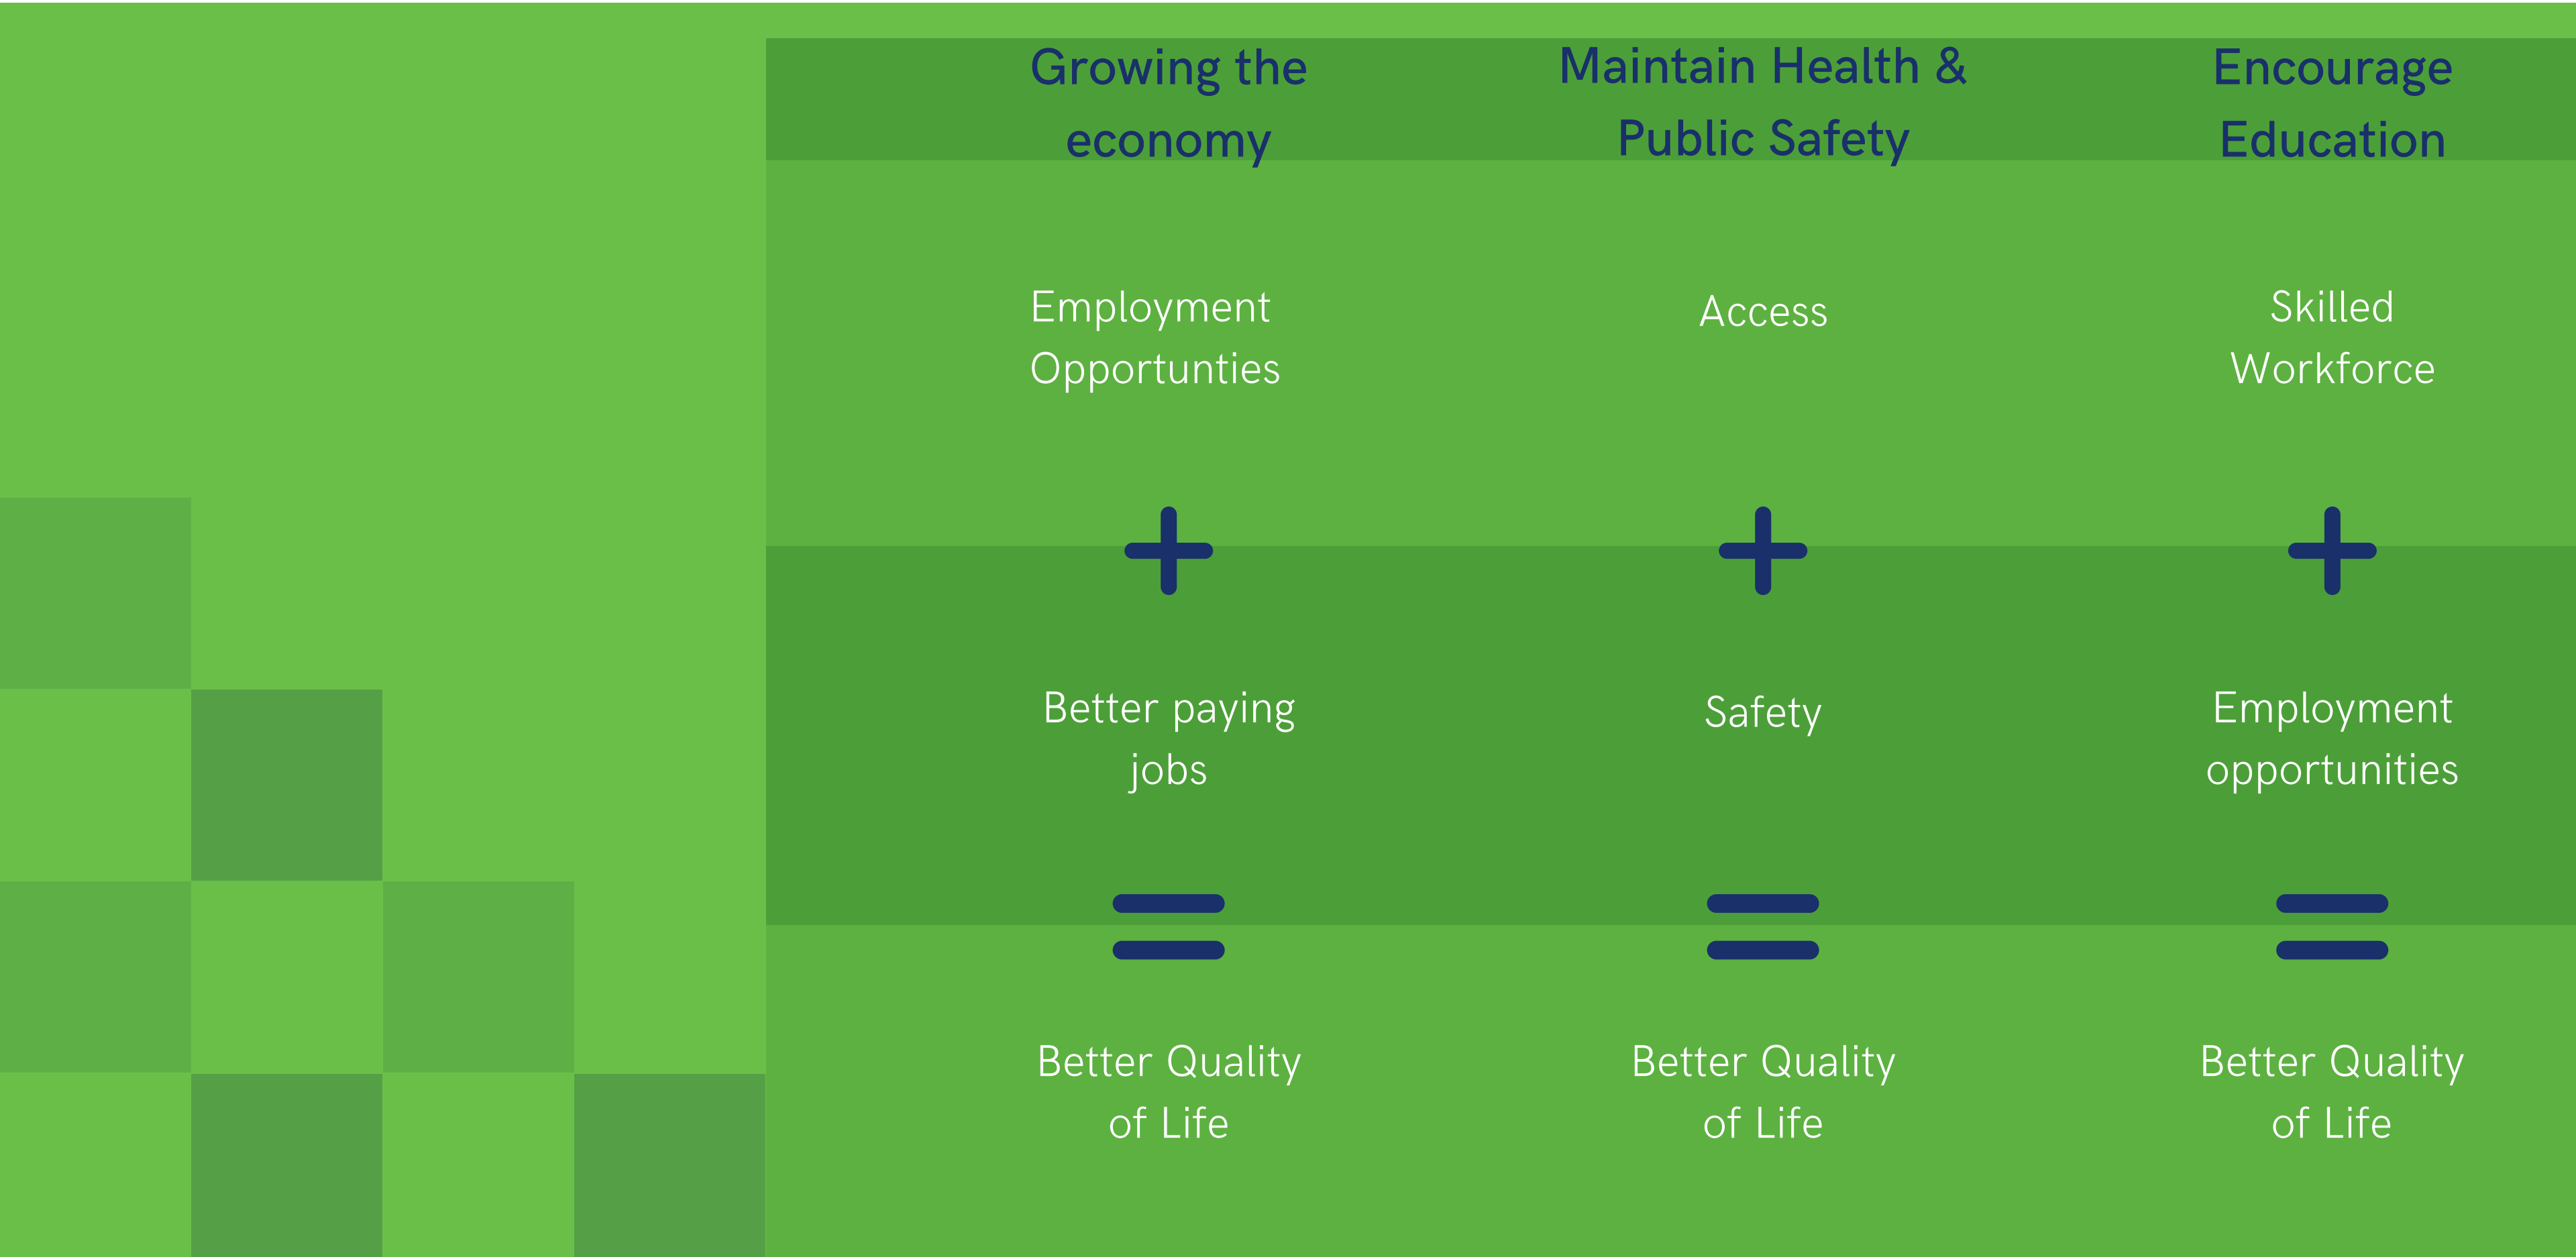 Growing the
economy
Maintain Health &
Public Safety
Encourage
Education
Employment
Opportunties
Access
Skilled
Workforce
+
+
+
Better paying
jobs
Safety
Employment
opportunities
=
=
=
Better Quality
of Life
Better Quality
of Life
Better Quality
of Life